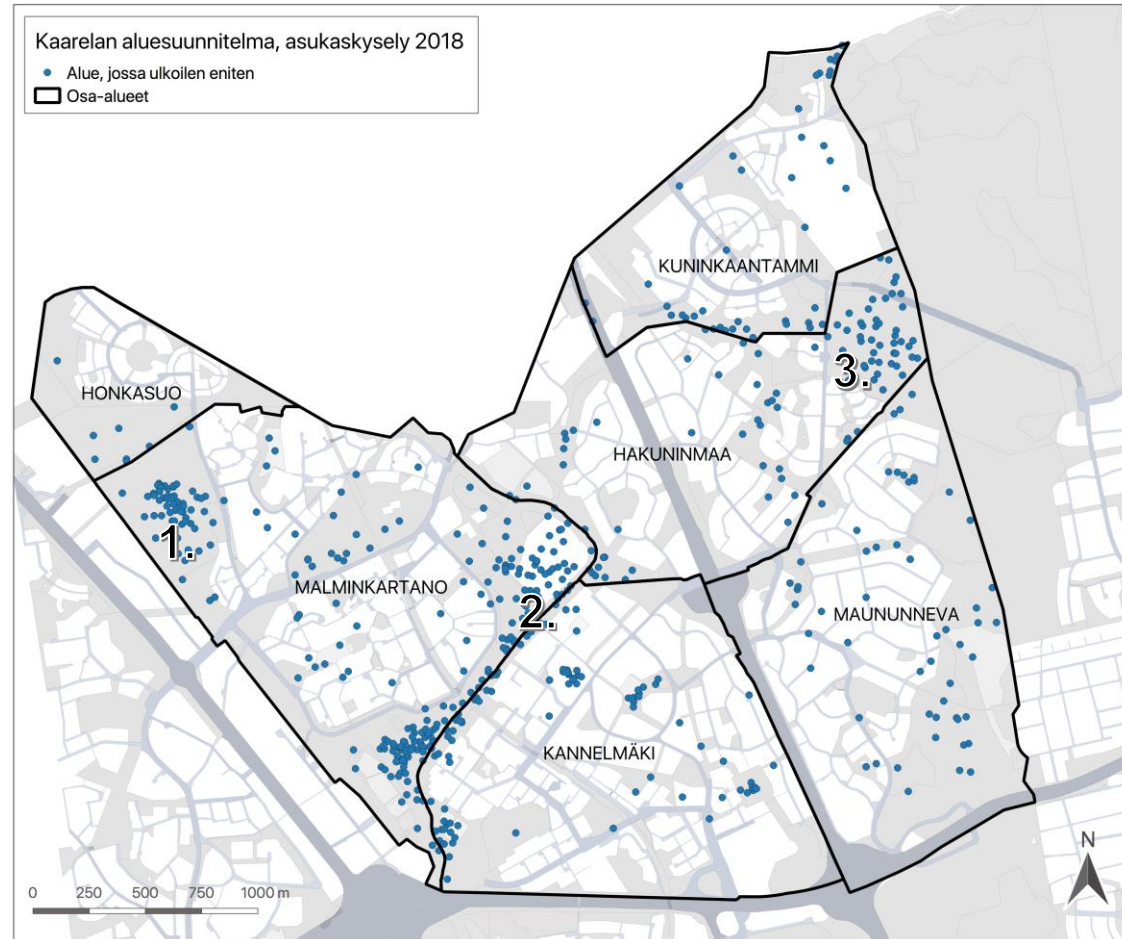 Kaarelan aluesuunnitelma, asukaskysely 2018
Alue, jossa ulkoilen eniten
Osa-alueet
KUNINKAANTAMMI
HONKASUO
3.
HAKUNINMAA
1.
MALMINKARTANO
2.
MAUNUNNEVA
KANNELMÄKI
N
0 250 500 750 1000 m